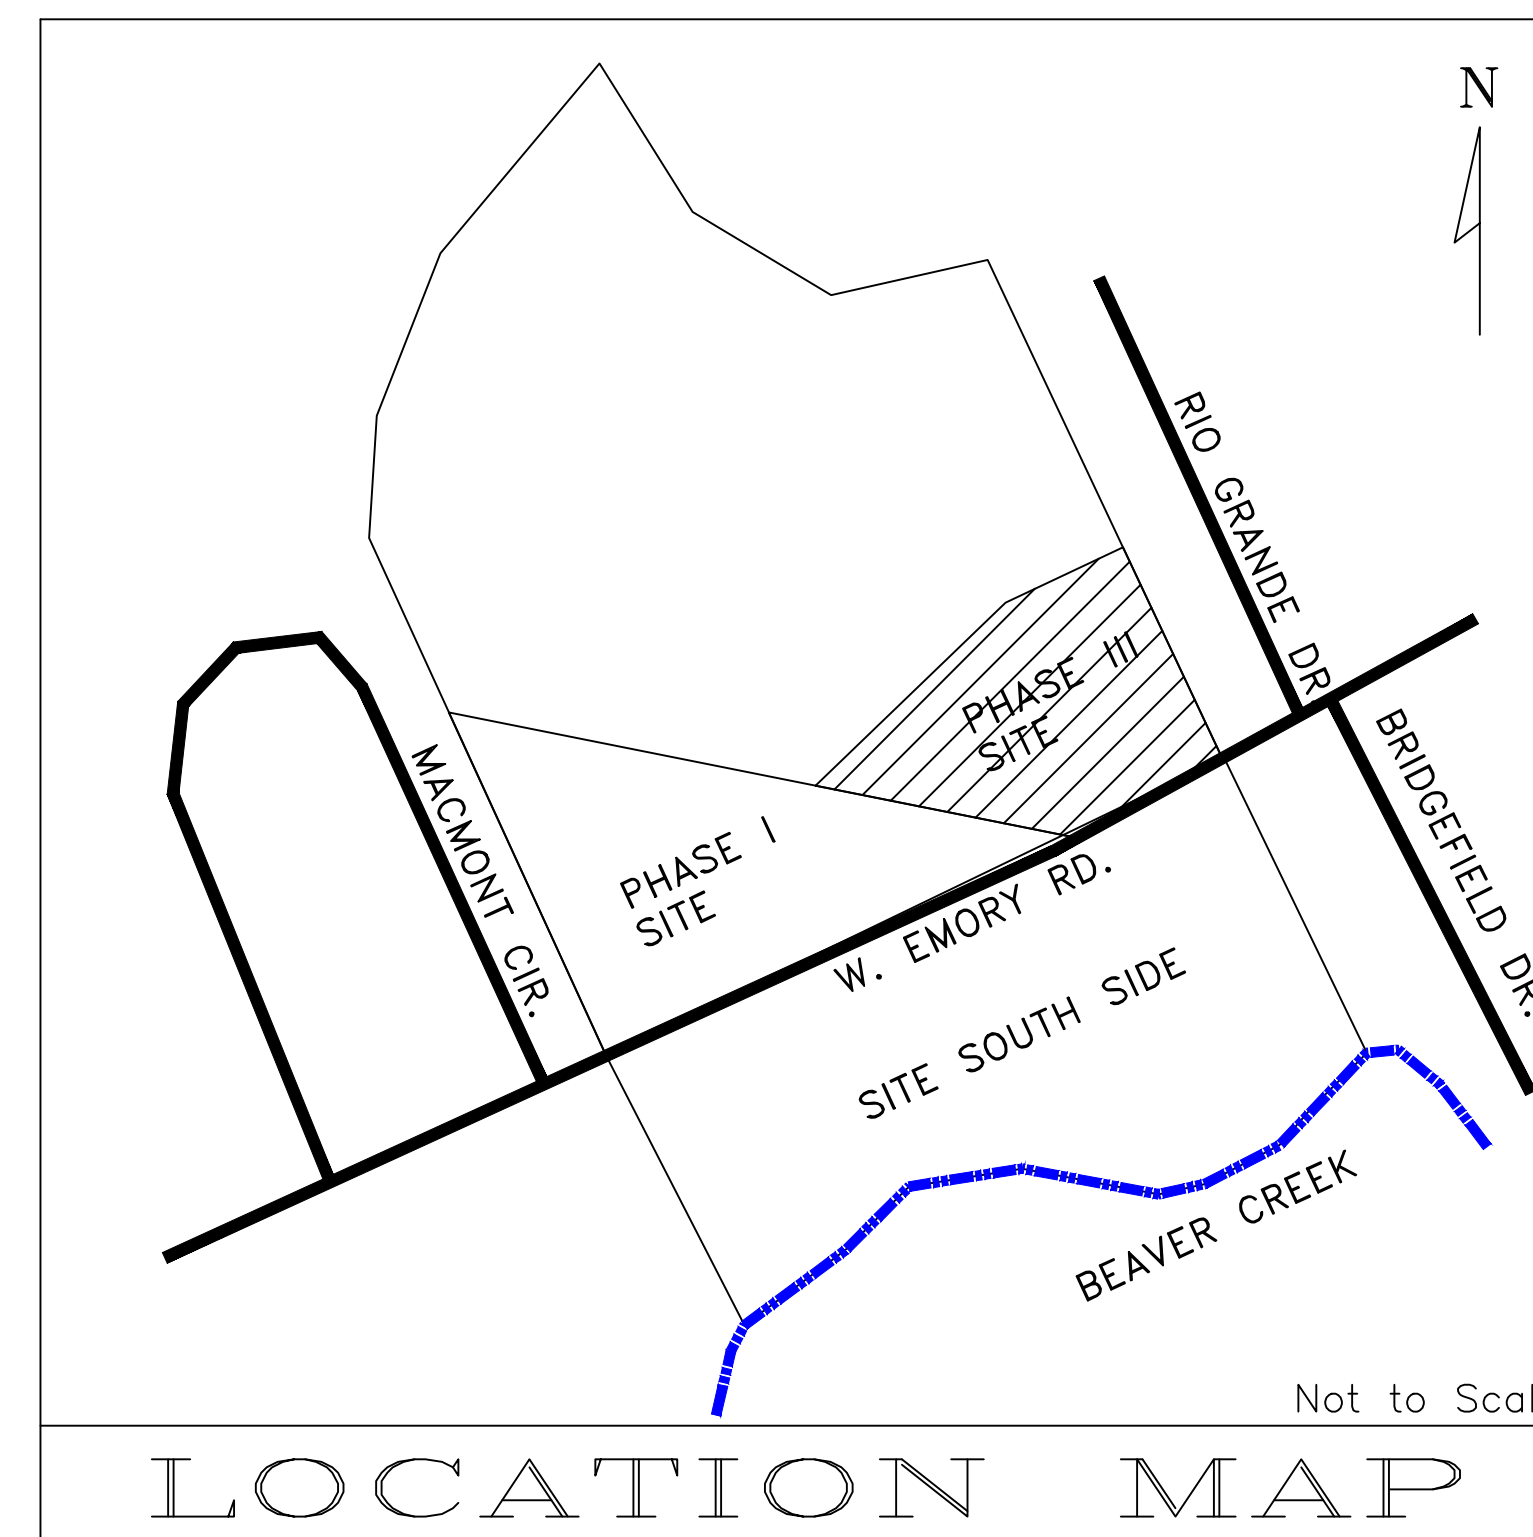 N
RIO GRANDE DR.
PHASE III
SITE
MACMONT CIR.
BRIDGEFIELD DR.
PHASE I
SITE
W. EMORY RD.
SITE SOUTH SIDE
BEAVER CREEK
Not to Scal
LOCATION MAP